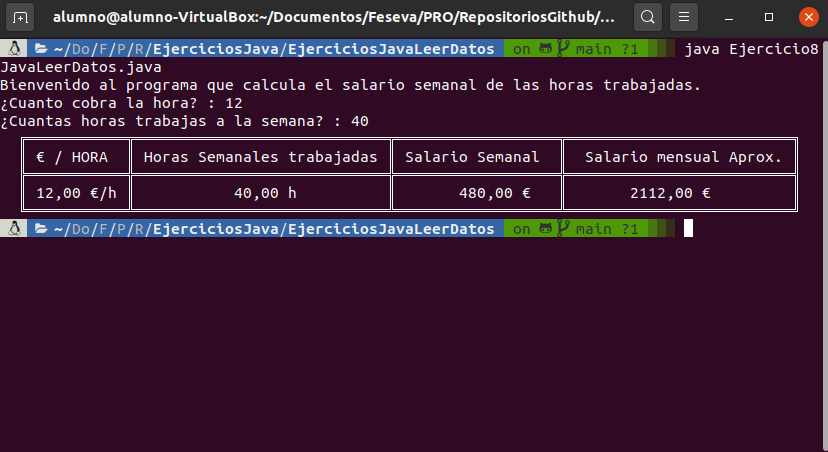 alumno@alumno-VirtualBox:~/Documentos/Feseva/PRO/RepositoriosGithub/...
~/Do/F/P/R/EjerciciosJava/EjerciciosJavaLeerDatos on main ?1 java Ejercicio8
JavaLeerDatos.java
Bienvenido al programa que calcula el salario semanal de las horas trabajadas.
¿Cuanto cobra la hora? : 12
¿Cuantas horas trabajas a la semana? : 40
€ / HORA Horas Semanales trabajadas Salario Semanal Salario mensual Aprox.
12,00 €/h 40,00 h 480,00 € 2112,00 €
~/Do/F/P/R/EjerciciosJava/EjerciciosJavaLeerDatos on main ?1